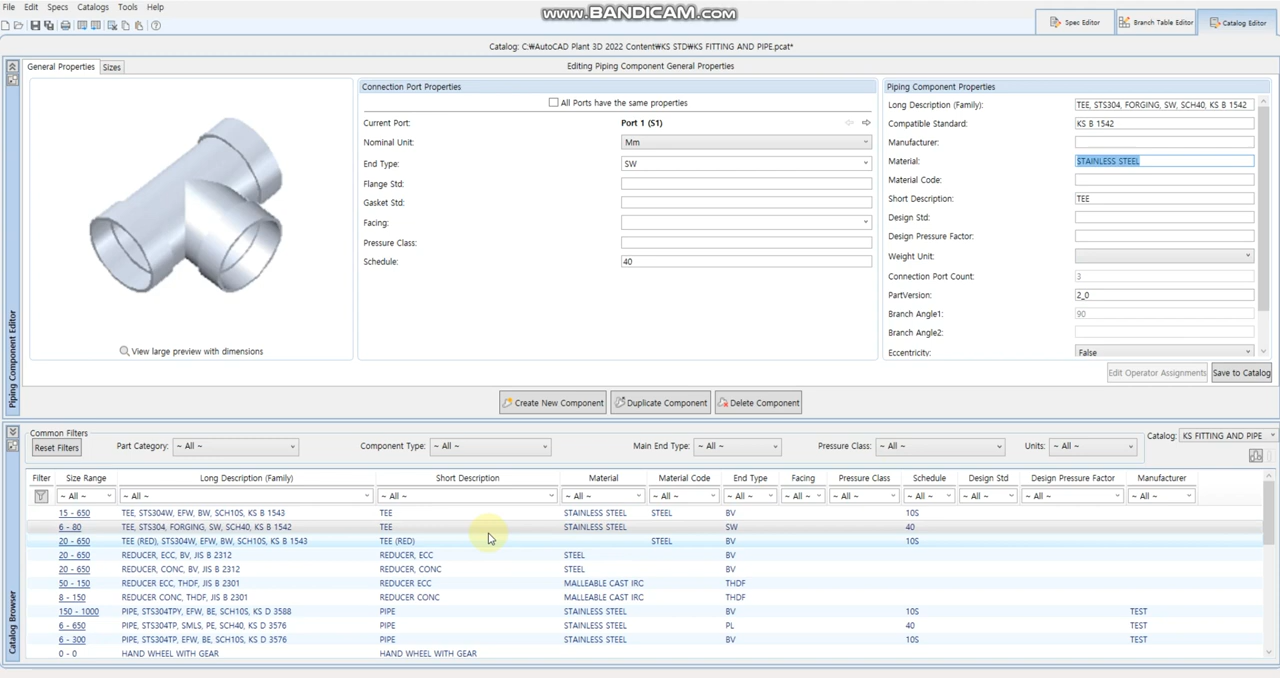 File Edit Specs Catalogs Tools Help
www.BANDICAM.com
Spec Editor Branch Table Editor Catalog Editor
Catalog: C:₩AutoCAD Plant 3D 2022 Content₩KS STD₩KS FITTING AND PIPE.pcat*
General Properties Sizes Editing Piping Component General Properties
Connection Port Properties
All Ports have the same properties
Current Port: Port 1 (S1)
Nominal Unit: Mm
End Type: SW
Flange Std:
Gasket Std:
Facing:
Pressure Class:
Schedule: 40
View large preview with dimensions
Piping Component Properties
Long Description (Family): TEE, STS304, FORGING, SW, SCH40, KS B 1542
Compatible Standard: KS B 1542
Manufacturer:
Material: STAINLESS STEEL
Material Code:
Short Description: TEE
Design Std:
Design Pressure Factor:
Weight Unit:
Connection Port Count: 3
PartVersion: 2_0
Branch Angle1: 90
Branch Angle2:
Eccentricity: False
Edit Operator Assignments Save to Catalog
Piping Component Editor
Create New Component Duplicate Component Delete Component
Common Filters
Reset Filters Part Category: ~ All ~ Component Type: ~ All ~ Main End Type: ~ All ~ Pressure Class: ~ All ~ Units: ~ All ~ Catalog: KS FITTING AND PIPE
Filter Size Range Long Description (Family) Short Description Material Material Code End Type Facing Pressure Class Schedule Design Std Design Pressure Factor Manufacturer
~ All ~ ~ All ~ ~ All ~ ~ All ~ ~ All ~ ~ All ~ ~ All ~ ~ All ~ ~ All ~ ~ All ~ ~ All ~ ~ All ~
15 - 650 TEE, STS304W, EFW, BW, SCH10S, KS B 1543 TEE STAINLESS STEEL STEEL BV 10S
6 - 80 TEE, STS304, FORGING, SW, SCH40, KS B 1542 TEE STAINLESS STEEL SW 40
20 - 650 TEE (RED), STS304W, EFW, BW, SCH10S, KS B 1543 TEE (RED) STEEL BV 10S
20 - 650 REDUCER, ECC, BV, JIS B 2312 REDUCER, ECC STEEL BV
20 - 650 REDUCER, CONC, BV, JIS B 2312 REDUCER, CONC STEEL BV
50 - 150 REDUCER ECC, THDF, JIS B 2301 REDUCER ECC MALLEABLE CAST IRC THDF
8 - 150 REDUCER CONC, THDF, JIS B 2301 REDUCER CONC MALLEABLE CAST IRC THDF
150 - 1000 PIPE, STS304TPY, EFW, BE, SCH10S, KS D 3588 PIPE STAINLESS STEEL BV 10S TEST
6 - 650 PIPE, STS304TP, SMLS, PE, SCH40, KS D 3576 PIPE STAINLESS STEEL PL 40 TEST
6 - 300 PIPE, STS304TP, EFW, BE, SCH10S, KS D 3576 PIPE STAINLESS STEEL BV 10S TEST
0 - 0 HAND WHEEL WITH GEAR HAND WHEEL WITH GEAR
Catalog Browser